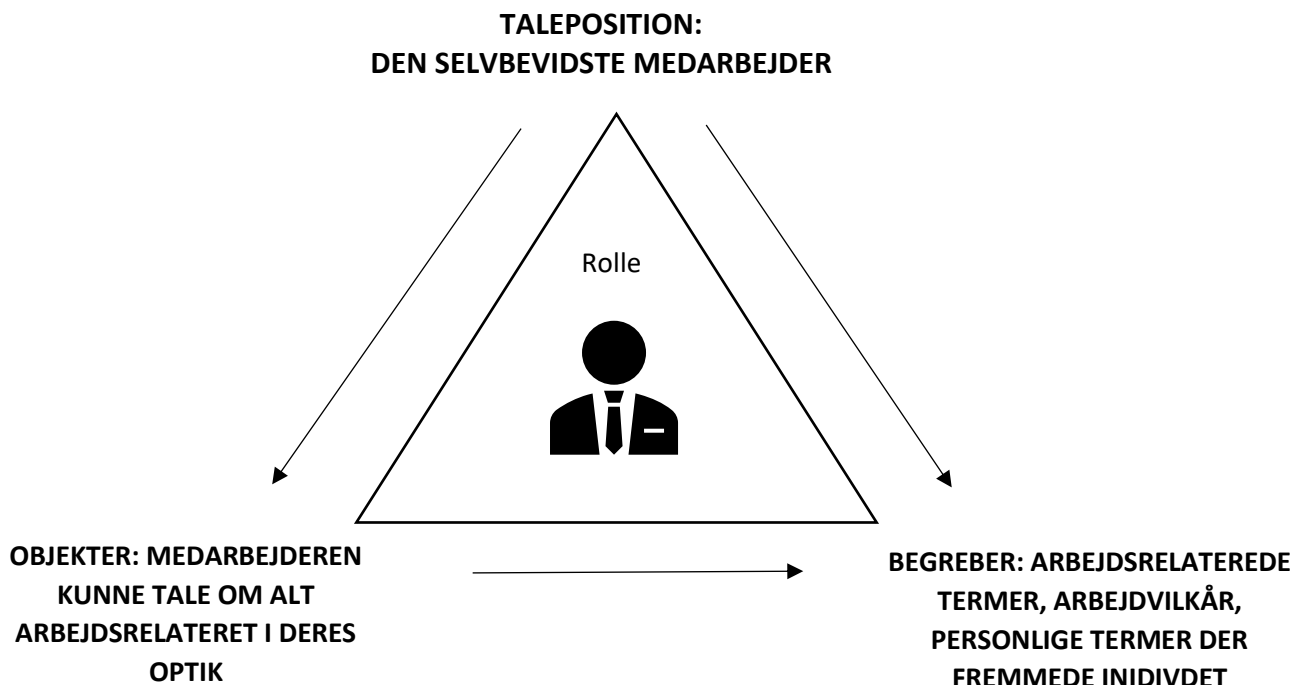 TALEPOSITION:
DEN SELVBEVIDSTE MEDARBEJDER
Rolle
OBJEKTER: MEDARBEJDEREN
KUNNE TALE OM ALT
ARBEJDSRELATERET I DERES
OPTIK
BEGREBER: ARBEJDSRELATEREDE
TERMER, ARBEJDVILKÅR,
PERSONLIGE TERMER DER
FREMMEDE INIDIVDET